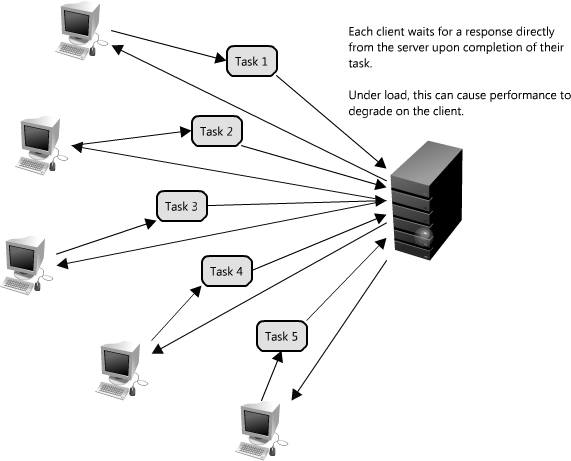 Each client waits for a response directly
from the server upon completion of their
task.
Under load, this can cause performance to
degrade on the client.
Task 1
Task 2
Task 3
Task 4
Task 5